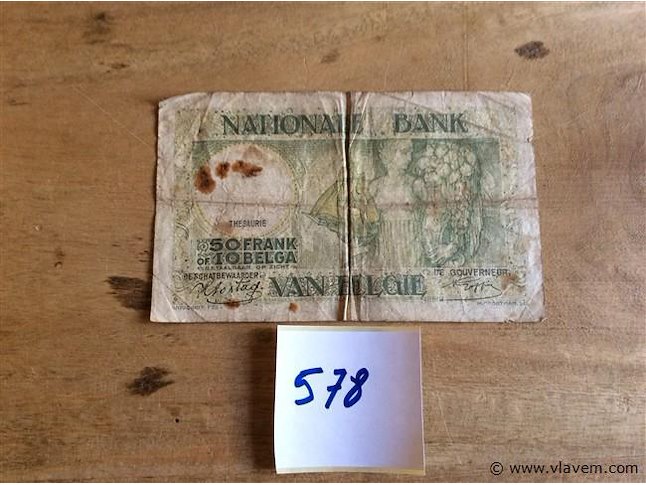 NATIONALE BANK
THESAURIE
50 FRANK
OF 10 BELGA
BETAALBAAR OP ZICHT
DE SCHATBEWAARDER
DE GOUVERNEUR
VAN BELGIE
578
© www.vlavem.com